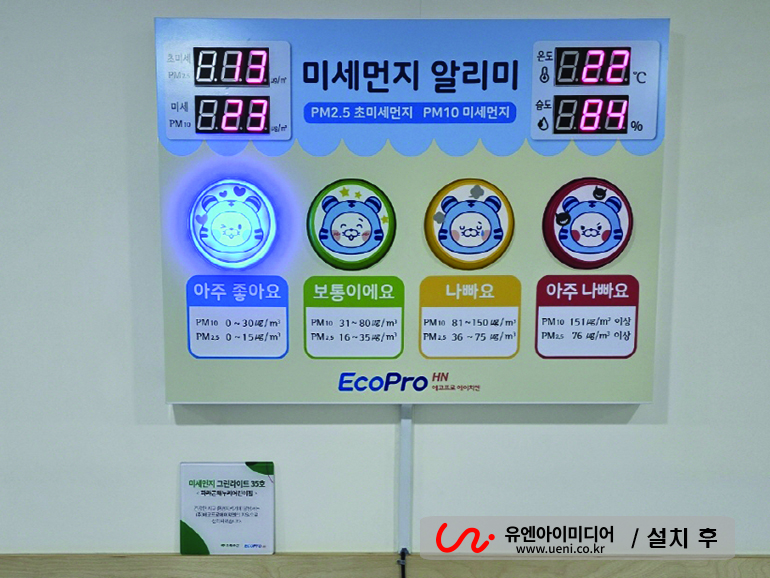 초미세
PM2.5
13
㎍/㎥
미세
PM10
23
㎍/㎥
미세먼지 알리미
PM2.5 초미세먼지 PM10 미세먼지
온도
22
℃
습도
84
%
아주 좋아요
PM10 0~30㎍/㎥
PM2.5 0~15㎍/㎥
보통이에요
PM10 31~80㎍/㎥
PM2.5 16~35㎍/㎥
나빠요
PM10 81~150㎍/㎥
PM2.5 36~75㎍/㎥
아주 나빠요
PM10 151㎍/㎥ 이상
PM2.5 76㎍/㎥ 이상
EcoPro HN
에코프로 에이치엔
미세먼지 그린라이트 35호
EcoPro
유엔아이미디어
www.ueni.co.kr
/ 설치 후